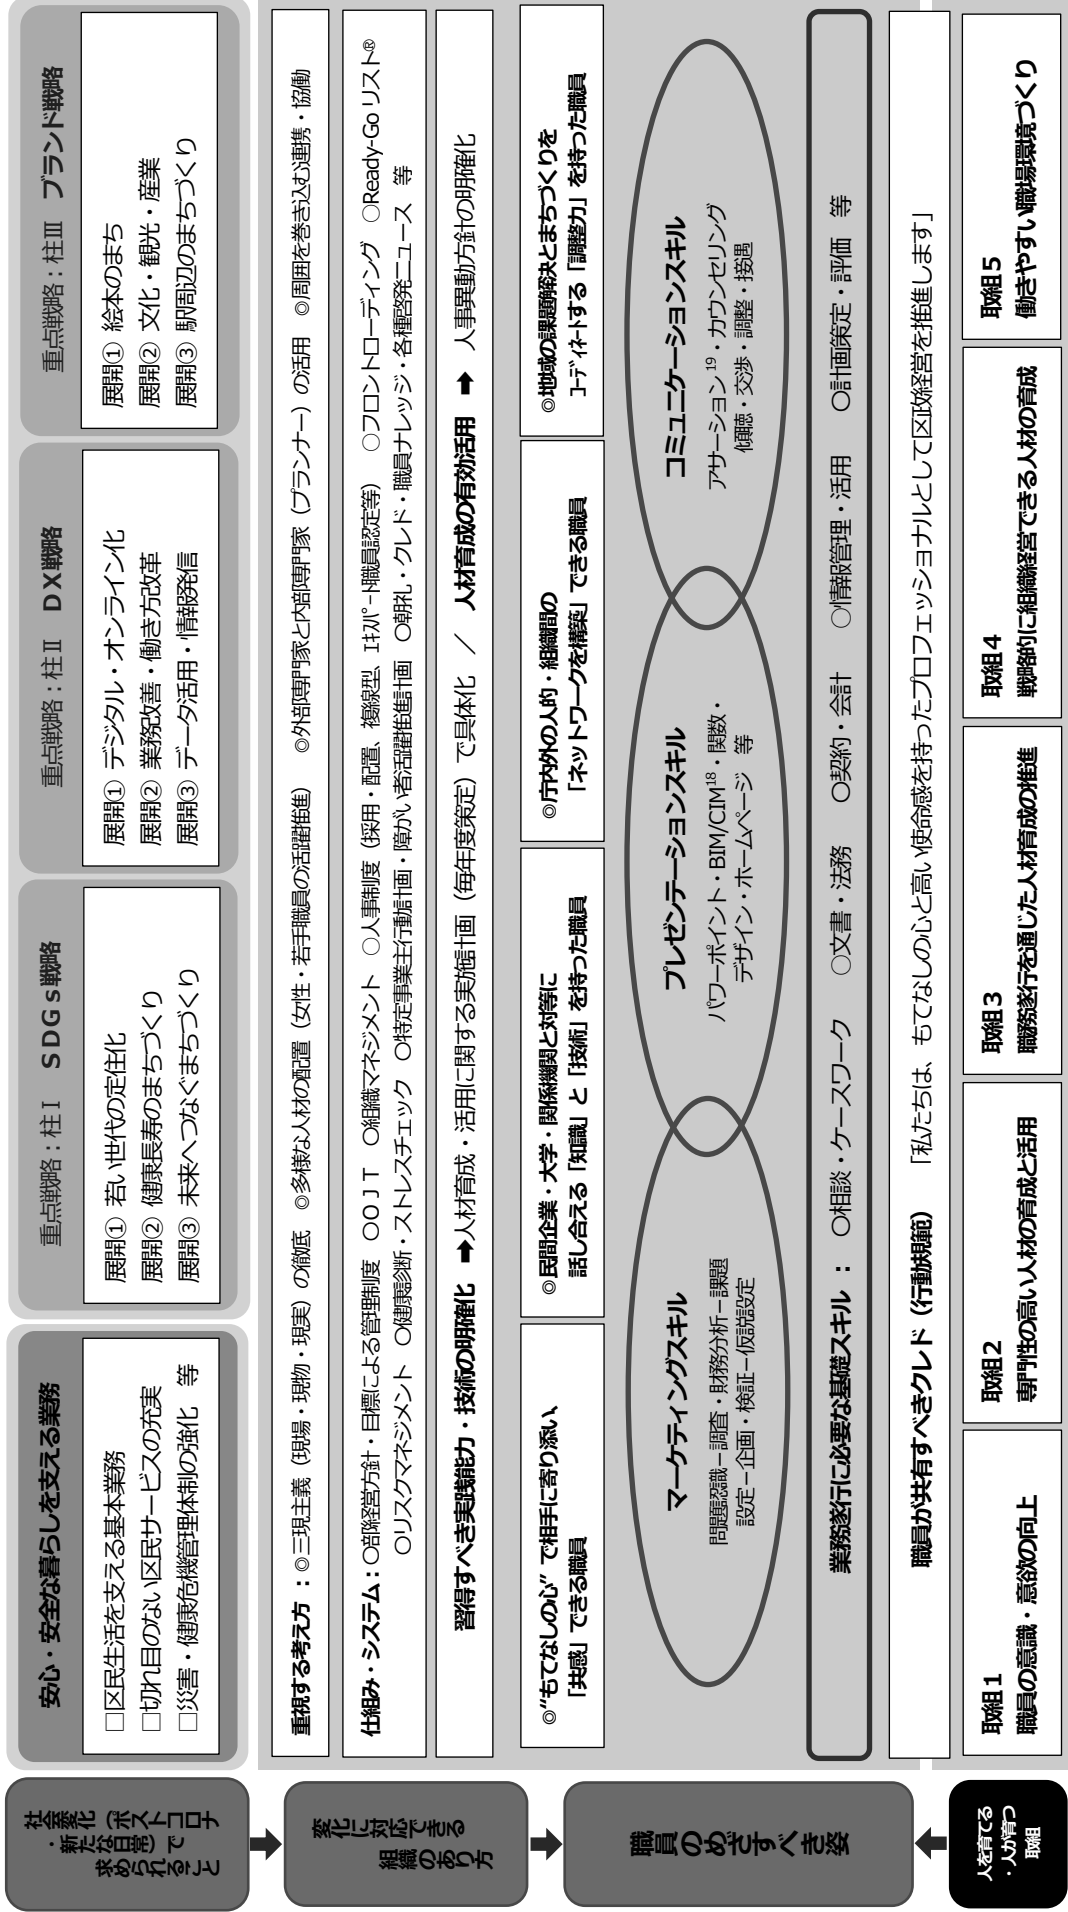 社会変化（ポストコロナ
・新たな日常）で
求められること
安心・安全な暮らしを支える業務
□区民生活を支える基本業務
□切れ目のない区民サービスの充実
□災害・健康危機管理体制の強化　等
重点戦略：柱Ⅰ　ＳＤＧｓ戦略
展開① 若い世代の定住化
展開② 健康長寿のまちづくり
展開③ 未来へつなぐまちづくり
重点戦略：柱Ⅱ　ＤＸ戦略
展開① デジタル・オンライン化
展開② 業務改善・働き方改革
展開③ データ活用・情報発信
重点戦略：柱Ⅲ　ブランド戦略
展開① 絵本のまち
展開② 文化・観光・産業
展開③ 駅周辺のまちづくり
変化に対応できる
組織のあり方
重視する考え方：◎三現主義（現場・現物・現実）の徹底　◎多様な人材の配置（女性・若手職員の活躍推進）　◎外部専門家と内部専門家（プランナー）の活用　◎周囲を巻き込む連携・協働
仕組み・システム：○部経営方針・目標による管理制度　○ＯＪＴ　○組織マネジメント　○人事制度（採用・配置、複線型、ｴｷｽﾊﾟｰﾄ職員認定等）　○フロントローディング　○Ready-Go リスト®
○リスクマネジメント　○健康診断・ストレスチェック　○特定事業主行動計画・障がい者活躍推進計画　○朝礼・クレド・職員ナレッジ・各種啓発ニュース　等
習得すべき実践能力・技術の明確化　➡人材育成・活用に関する実施計画（毎年度策定）で具体化　／　人材育成の有効活用　➡　人事異動方針の明確化
職員のめざすべき姿
◎“もてなしの心”で相手に寄り添い、
「共感」できる職員
◎民間企業・大学・関係機関と対等に
話し合える「知識」と「技術」を持った職員
◎庁内外の人的・組織間の
「ネットワークを構築」できる職員
◎地域の課題解決とまちづくりを
ｺｰﾃﾞｨﾈｰﾄする「調整力」を持った職員
マーケティングスキル
問題認識－調査・財務分析－課題
設定－企画・検証－仮説設定
プレゼンテーションスキル
パワーポイント・BIM/CIM18・関数・
デザイン・ホームページ　等
コミュニケーションスキル
アサーション19・カウンセリング
傾聴・交渉・調整・接遇
業務遂行に必要な基礎スキル：　○相談・ケースワーク　○文書・法務　○契約・会計　○情報管理・活用　○計画策定・評価　等
職員が共有すべきクレド（行動規範）　「私たちは、もてなしの心と高い使命感を持ったプロフェッショナルとして区政経営を推進します」
人を育てる
・人が育つ
取組
取組１
職員の意識・意欲の向上
取組２
専門性の高い人材の育成と活用
取組３
職務遂行を通じた人材育成の推進
取組４
戦略的に組織経営できる人材の育成
取組５
働きやすい職場環境づくり